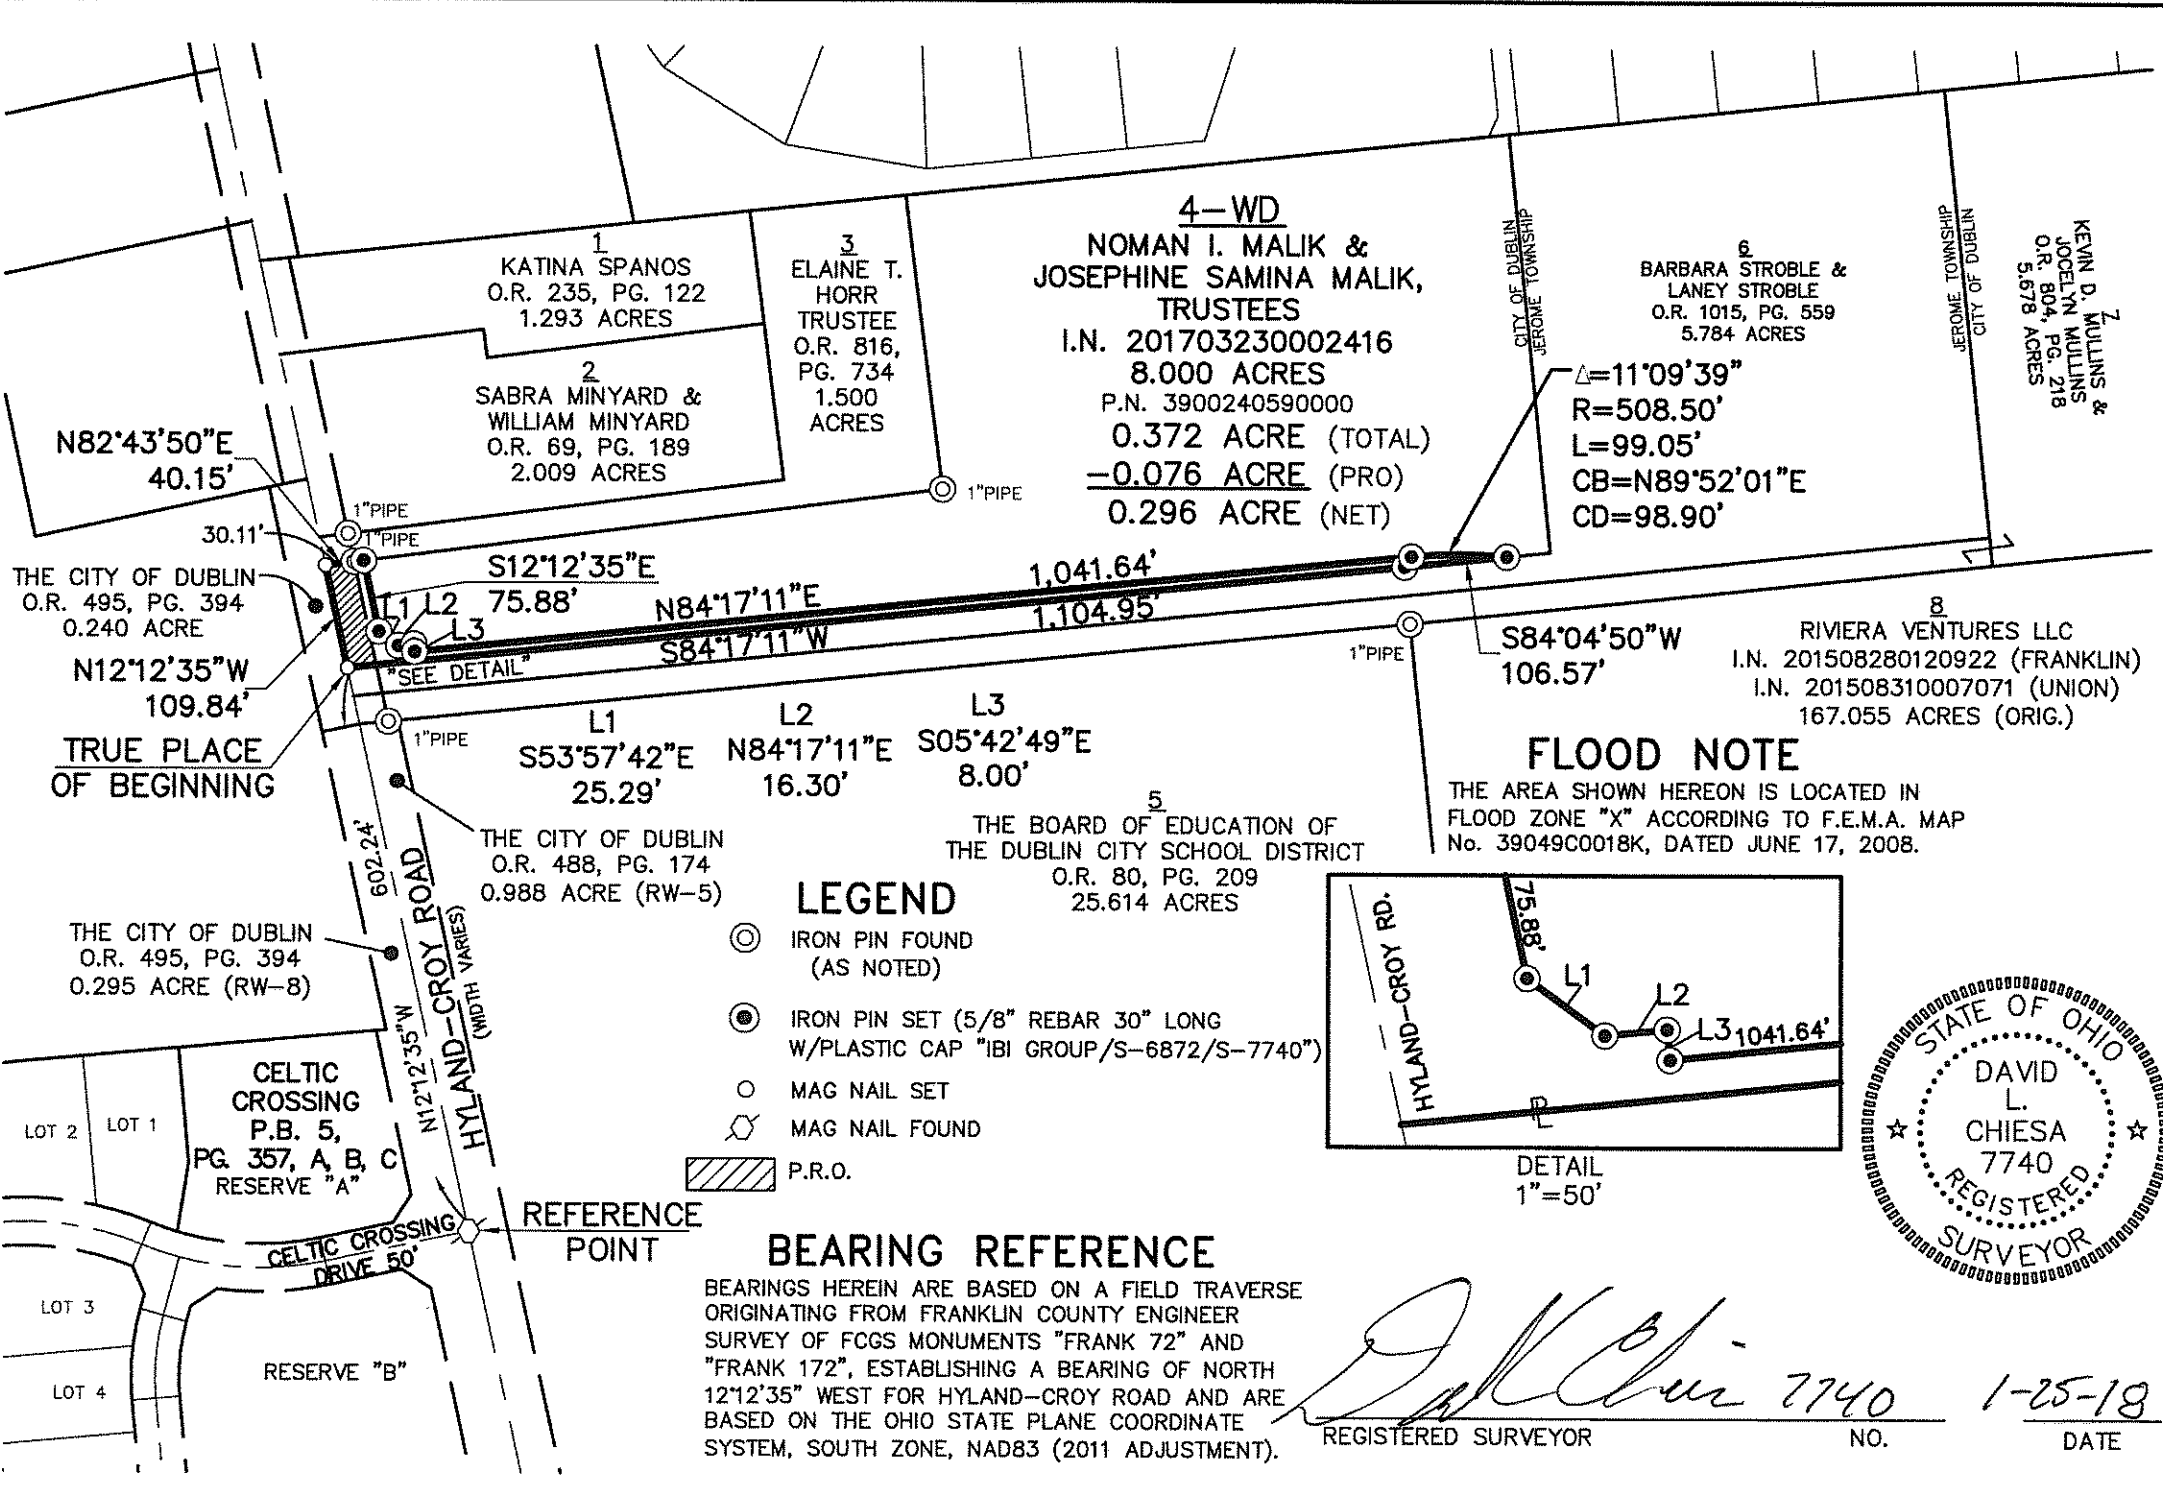 1
KATINA SPANOS
O.R. 235, PG. 122
1.293 ACRES
2
SABRA MINYARD &
WILLIAM MINYARD
O.R. 69, PG. 189
2.009 ACRES
3
ELAINE T.
HORR
TRUSTEE
O.R. 816,
PG. 734
1.500
ACRES
4-WD
NOMAN I. MALIK &
JOSEPHINE SAMINA MALIK,
TRUSTEES
I.N. 201703230002416
8.000 ACRES
P.N. 3900240590000
0.372 ACRE (TOTAL)
-0.076 ACRE (PRO)
0.296 ACRE (NET)
CITY OF DUBLIN
JEROME TOWNSHIP
6
BARBARA STROBLE &
LANEY STROBLE
O.R. 1015, PG. 559
5.784 ACRES
JEROME TOWNSHIP
CITY OF DUBLIN
7
KEVIN D. MULLINS &
JOCELYN MULLINS
O.R. 804, PG. 218
5.678 ACRES
Δ=11°09'39"
R=508.50'
L=99.05'
CB=N89°52'01"E
CD=98.90'
N82°43'50"E
40.15'
30.11'
1"PIPE
1"PIPE
1"PIPE
THE CITY OF DUBLIN
O.R. 495, PG. 394
0.240 ACRE
N12°12'35"W
109.84'
TRUE PLACE
OF BEGINNING
S12°12'35"E
75.88'
L1
L2
L3
"SEE DETAIL"
N84°17'11"E
1,041.64'
S84°17'11"W
1,104.95'
S84°04'50"W
106.57'
1"PIPE
1"PIPE
8
RIVIERA VENTURES LLC
I.N. 201508280120922 (FRANKLIN)
I.N. 201508310007071 (UNION)
167.055 ACRES (ORIG.)
L1
S53°57'42"E
25.29'
L2
N84°17'11"E
16.30'
L3
S05°42'49"E
8.00'
FLOOD NOTE
THE AREA SHOWN HEREON IS LOCATED IN
FLOOD ZONE "X" ACCORDING TO F.E.M.A. MAP
No. 39049C0018K, DATED JUNE 17, 2008.
5
THE BOARD OF EDUCATION OF
THE DUBLIN CITY SCHOOL DISTRICT
O.R. 80, PG. 209
25.614 ACRES
THE CITY OF DUBLIN
O.R. 488, PG. 174
0.988 ACRE (RW-5)
602.24'
HYLAND-CROY ROAD
(WIDTH VARIES)
N12°12'35"W
THE CITY OF DUBLIN
O.R. 495, PG. 394
0.295 ACRE (RW-8)
LEGEND
IRON PIN FOUND
(AS NOTED)
IRON PIN SET (5/8" REBAR 30" LONG
W/PLASTIC CAP "IBI GROUP/S-6872/S-7740")
MAG NAIL SET
MAG NAIL FOUND
P.R.O.
HYLAND-CROY RD.
75.88'
L1
L2
L3
1041.64'
PL
DETAIL
1"=50'
STATE OF OHIO
DAVID
L.
CHIESA
7740
REGISTERED
SURVEYOR
CELTIC
CROSSING
P.B. 5,
PG. 357, A, B, C
RESERVE "A"
LOT 2
LOT 1
CELTIC CROSSING
DRIVE 50'
LOT 3
LOT 4
RESERVE "B"
REFERENCE
POINT
BEARING REFERENCE
BEARINGS HEREIN ARE BASED ON A FIELD TRAVERSE
ORIGINATING FROM FRANKLIN COUNTY ENGINEER
SURVEY OF FCGS MONUMENTS "FRANK 72" AND
"FRANK 172", ESTABLISHING A BEARING OF NORTH
12°12'35" WEST FOR HYLAND-CROY ROAD AND ARE
BASED ON THE OHIO STATE PLANE COORDINATE
SYSTEM, SOUTH ZONE, NAD83 (2011 ADJUSTMENT).
7740
1-25-18
REGISTERED SURVEYOR
NO.
DATE